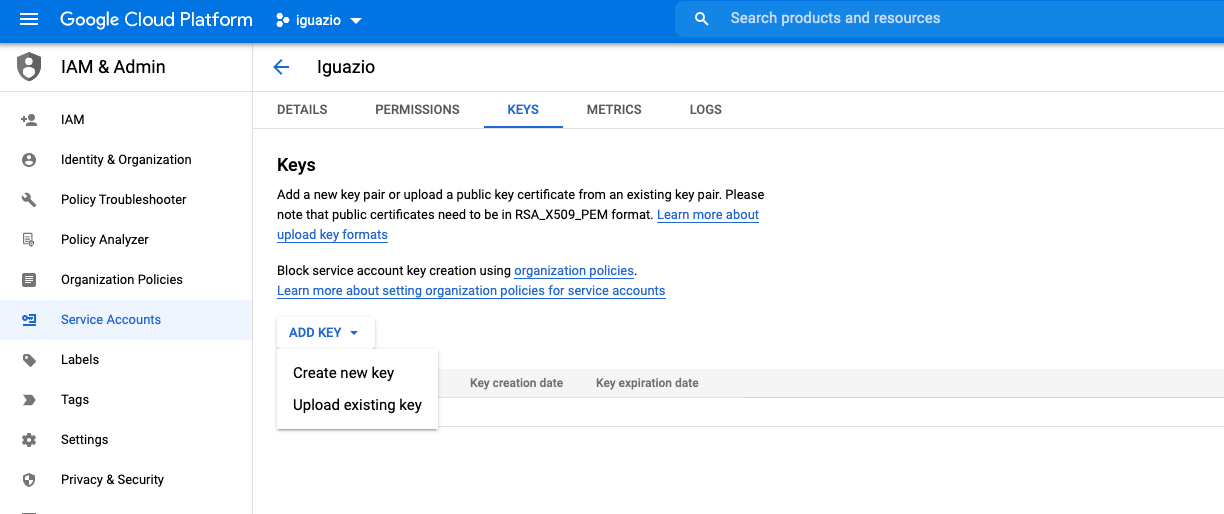 Google Cloud Platform
iguazio
Search products and resources
IAM & Admin
IAM
Identity & Organization
Policy Troubleshooter
Policy Analyzer
Organization Policies
Service Accounts
Labels
Tags
Settings
Privacy & Security
Iguazio
DETAILS PERMISSIONS KEYS METRICS LOGS
Keys
Add a new key pair or upload a public key certificate from an existing key pair. Please
note that public certificates need to be in RSA_X509_PEM format. Learn more about
upload key formats
Block service account key creation using organization policies.
Learn more about setting organization policies for service accounts
ADD KEY
Create new key
Upload existing key
Key creation date Key expiration date